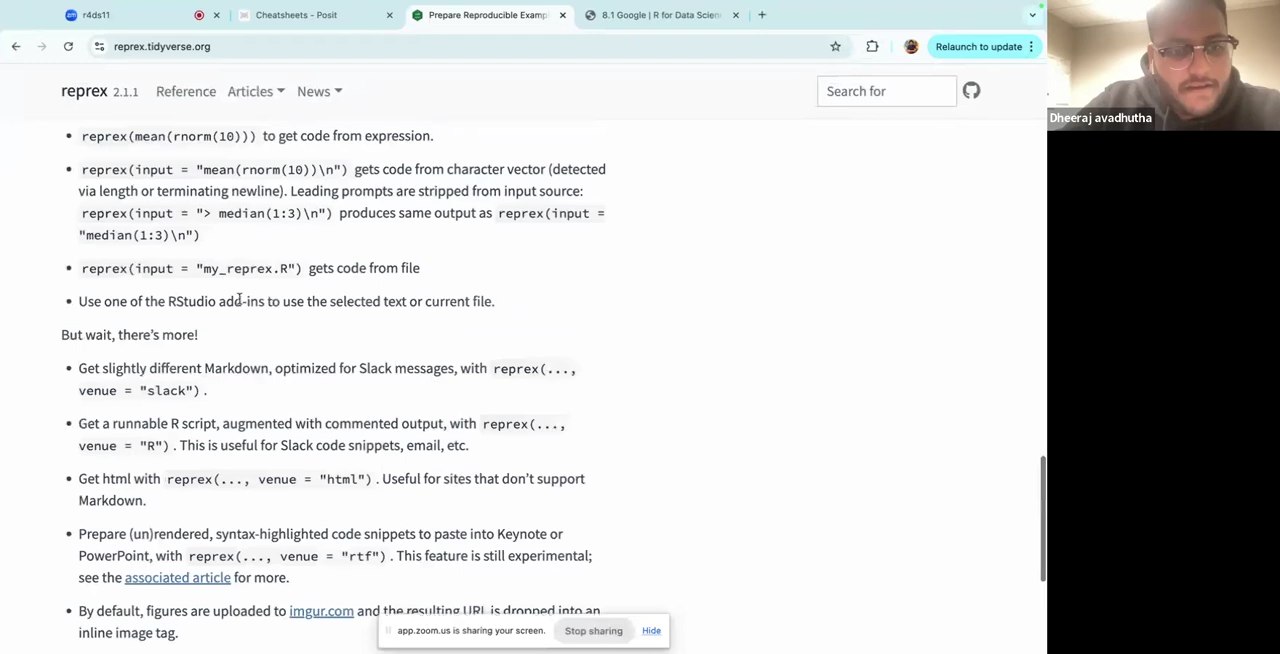 r4ds11
Cheatsheets - Posit
Prepare Reproducible Exampl
8.1 Google | R for Data Scien
reprex.tidyverse.org
Relaunch to update
reprex 2.1.1 Reference Articles News
Search for
Dheeraj avadhutha
reprex(mean(rnorm(10))) to get code from expression.
reprex(input = "mean(rnorm(10))\n") gets code from character vector (detected
via length or terminating newline). Leading prompts are stripped from input source:
reprex(input = "> median(1:3)\n") produces same output as reprex(input =
"median(1:3)\n")
reprex(input = "my_reprex.R") gets code from file
Use one of the RStudio add-ins to use the selected text or current file.
But wait, there's more!
Get slightly different Markdown, optimized for Slack messages, with reprex(...,
venue = "slack").
Get a runnable R script, augmented with commented output, with reprex(...,
venue = "R"). This is useful for Slack code snippets, email, etc.
Get html with reprex(..., venue = "html"). Useful for sites that don't support
Markdown.
Prepare (un)rendered, syntax-highlighted code snippets to paste into Keynote or
PowerPoint, with reprex(..., venue = "rtf"). This feature is still experimental;
see the associated article for more.
By default, figures are uploaded to imgur.com and the resulting URL is dropped into an
inline image tag.
app.zoom.us is sharing your screen.
Stop sharing
Hide